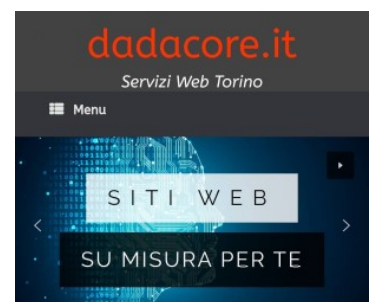 dadacore.it
Servizi Web Torino
Menu
SITI WEB
SU MISURA PER TE